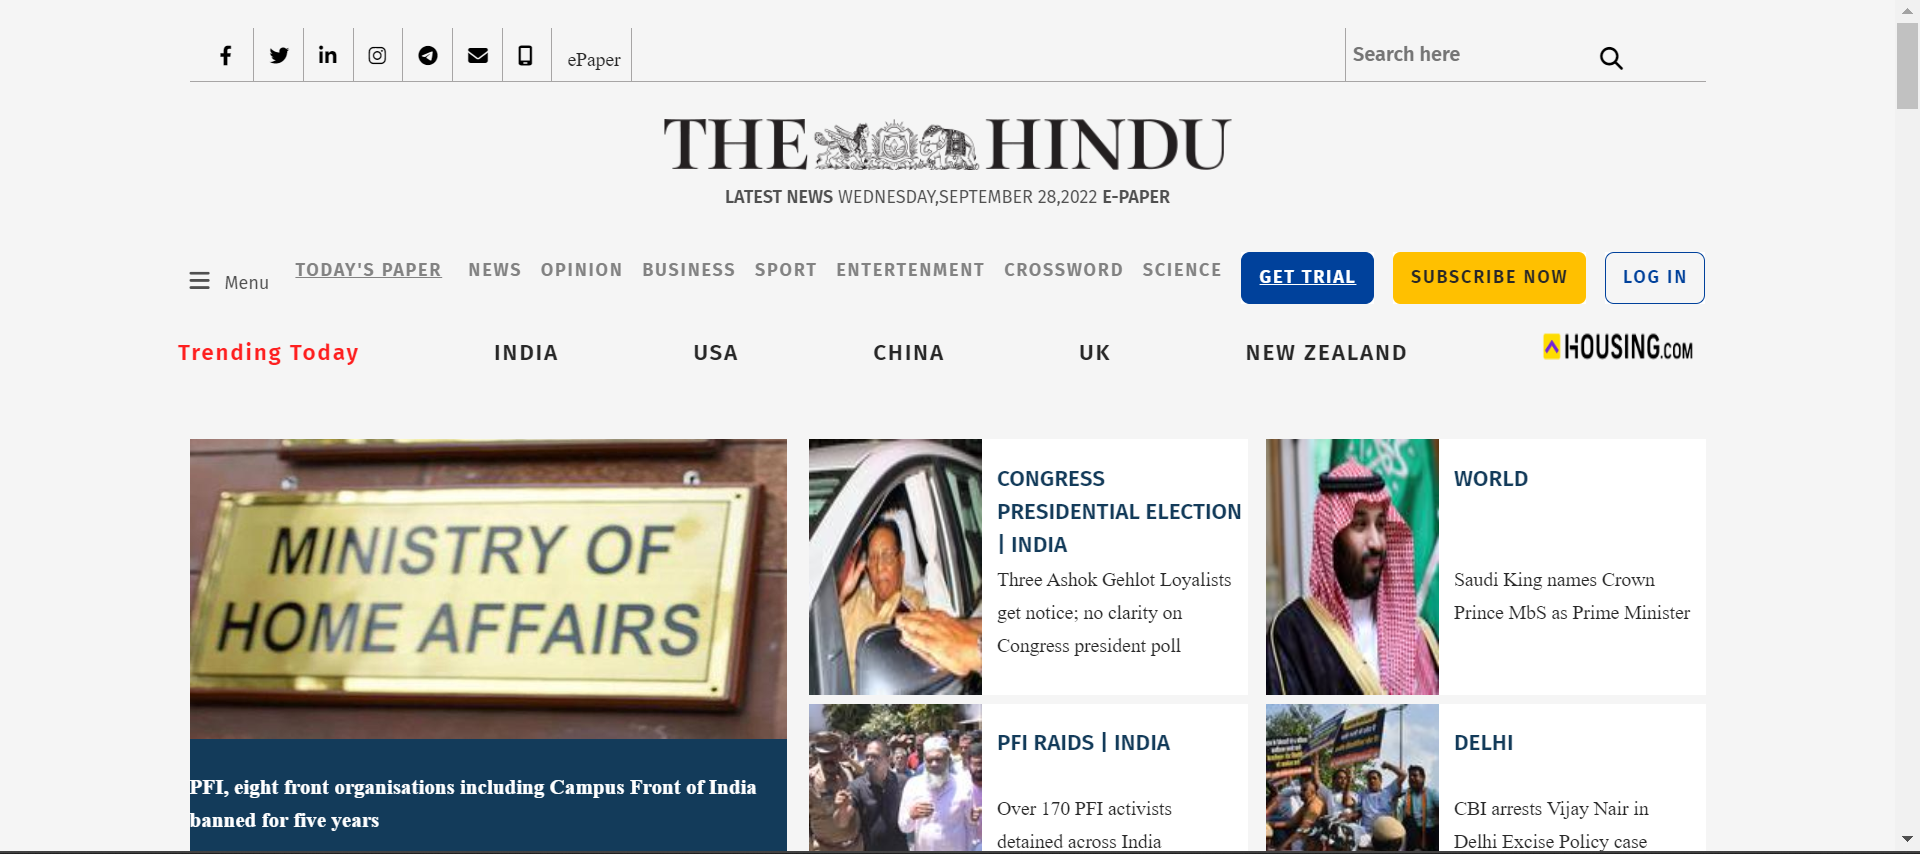 ePaper
Search here
THE HINDU
LATEST NEWS WEDNESDAY,SEPTEMBER 28,2022 E-PAPER
Menu
TODAY'S PAPER NEWS OPINION BUSINESS SPORT ENTERTENMENT CROSSWORD SCIENCE GET TRIAL SUBSCRIBE NOW LOG IN
Trending Today INDIA USA CHINA UK NEW ZEALAND HOUSING.COM
MINISTRY OF
HOME AFFAIRS
PFI, eight front organisations including Campus Front of India
banned for five years
CONGRESS
PRESIDENTIAL ELECTION
| INDIA
Three Ashok Gehlot Loyalists
get notice; no clarity on
Congress president poll
WORLD
Saudi King names Crown
Prince MbS as Prime Minister
PFI RAIDS | INDIA
Over 170 PFI activists
detained across India
DELHI
CBI arrests Vijay Nair in
Delhi Excise Policy case